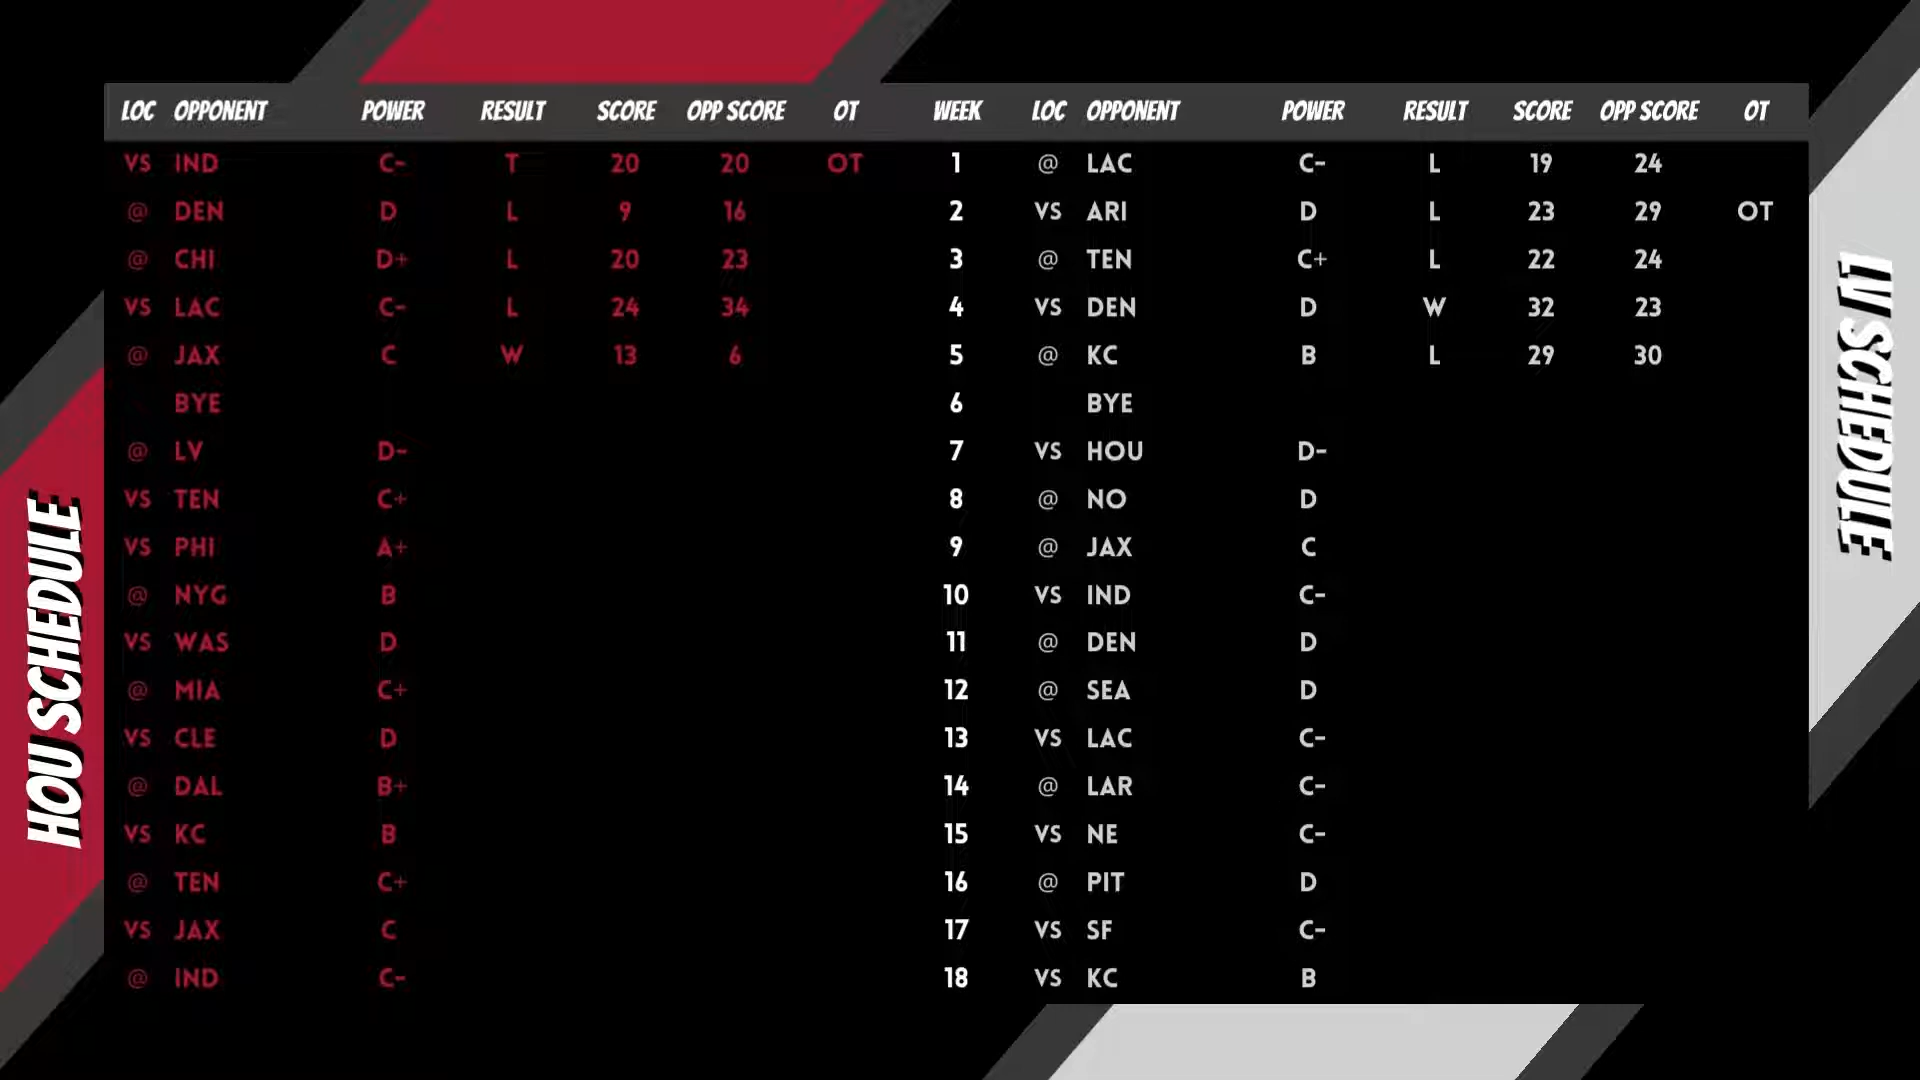 LOC OPPONENT POWER RESULT SCORE OPP SCORE OT WEEK LOC OPPONENT POWER RESULT SCORE OPP SCORE OT
VS IND C- T 20 20 OT 1 @ LAC C- L 19 24
@ DEN D L 9 16 2 VS ARI D L 23 29 OT
@ CHI D+ L 20 23 3 @ TEN C+ L 22 24
VS LAC C- L 24 34 4 VS DEN D W 32 23
@ JAX C W 13 6 5 @ KC B L 29 30
BYE 6 BYE
@ LV D- 7 VS HOU D-
VS TEN C+ 8 @ NO D
VS PHI A+ 9 @ JAX C
@ NYG B 10 VS IND C-
VS WAS D 11 @ DEN D
@ MIA C+ 12 @ SEA D
VS CLE D 13 VS LAC C-
@ DAL B+ 14 @ LAR C-
VS KC B 15 VS NE C-
@ TEN C+ 16 @ PIT D
VS JAX C 17 VS SF C-
@ IND C- 18 VS KC B
HOU SCHEDULE
LV SCHEDULE